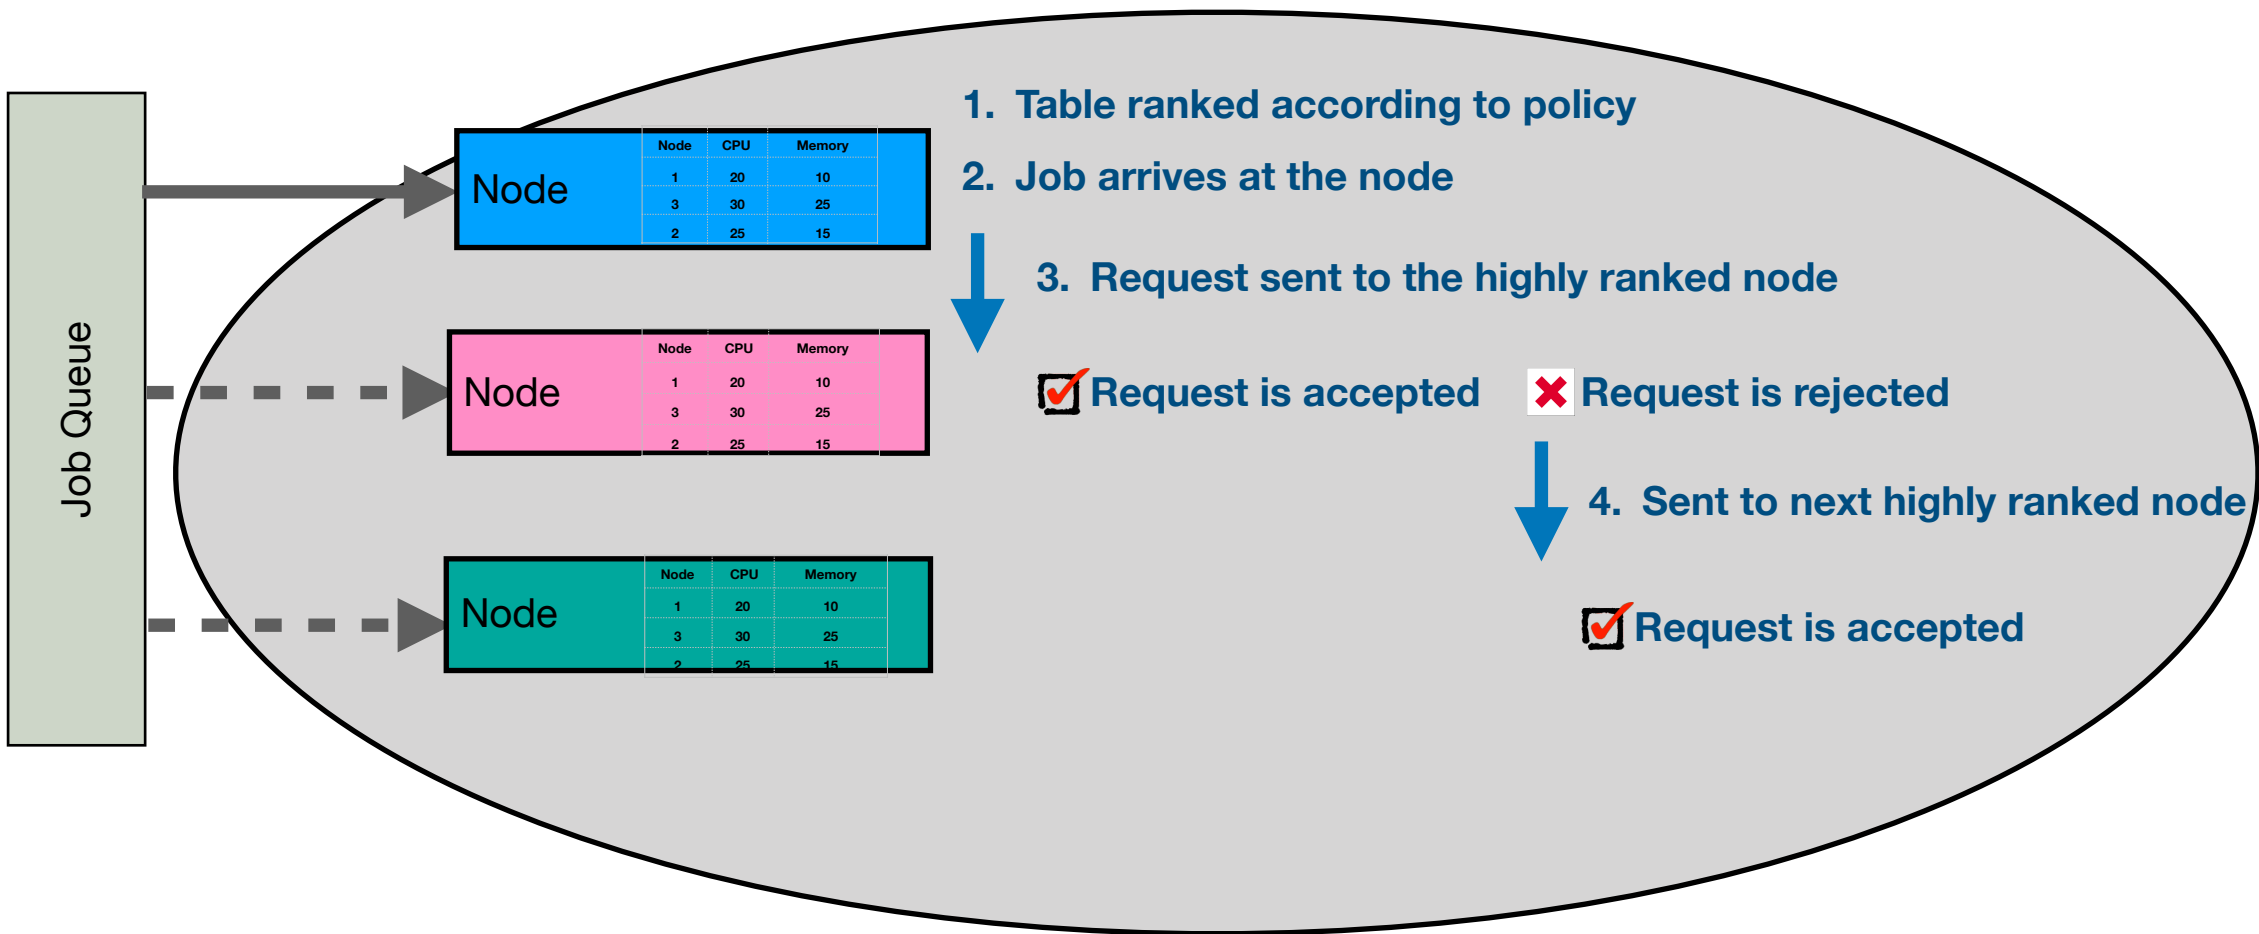 Job Queue
Node
Node CPU Memory
1 20 10
3 30 25
2 25 15
Node
Node CPU Memory
1 20 10
3 30 25
2 25 15
Node
Node CPU Memory
1 20 10
3 30 25
2 25 15
1. Table ranked according to policy
2. Job arrives at the node
3. Request sent to the highly ranked node
Request is accepted
Request is rejected
4. Sent to next highly ranked node
Request is accepted